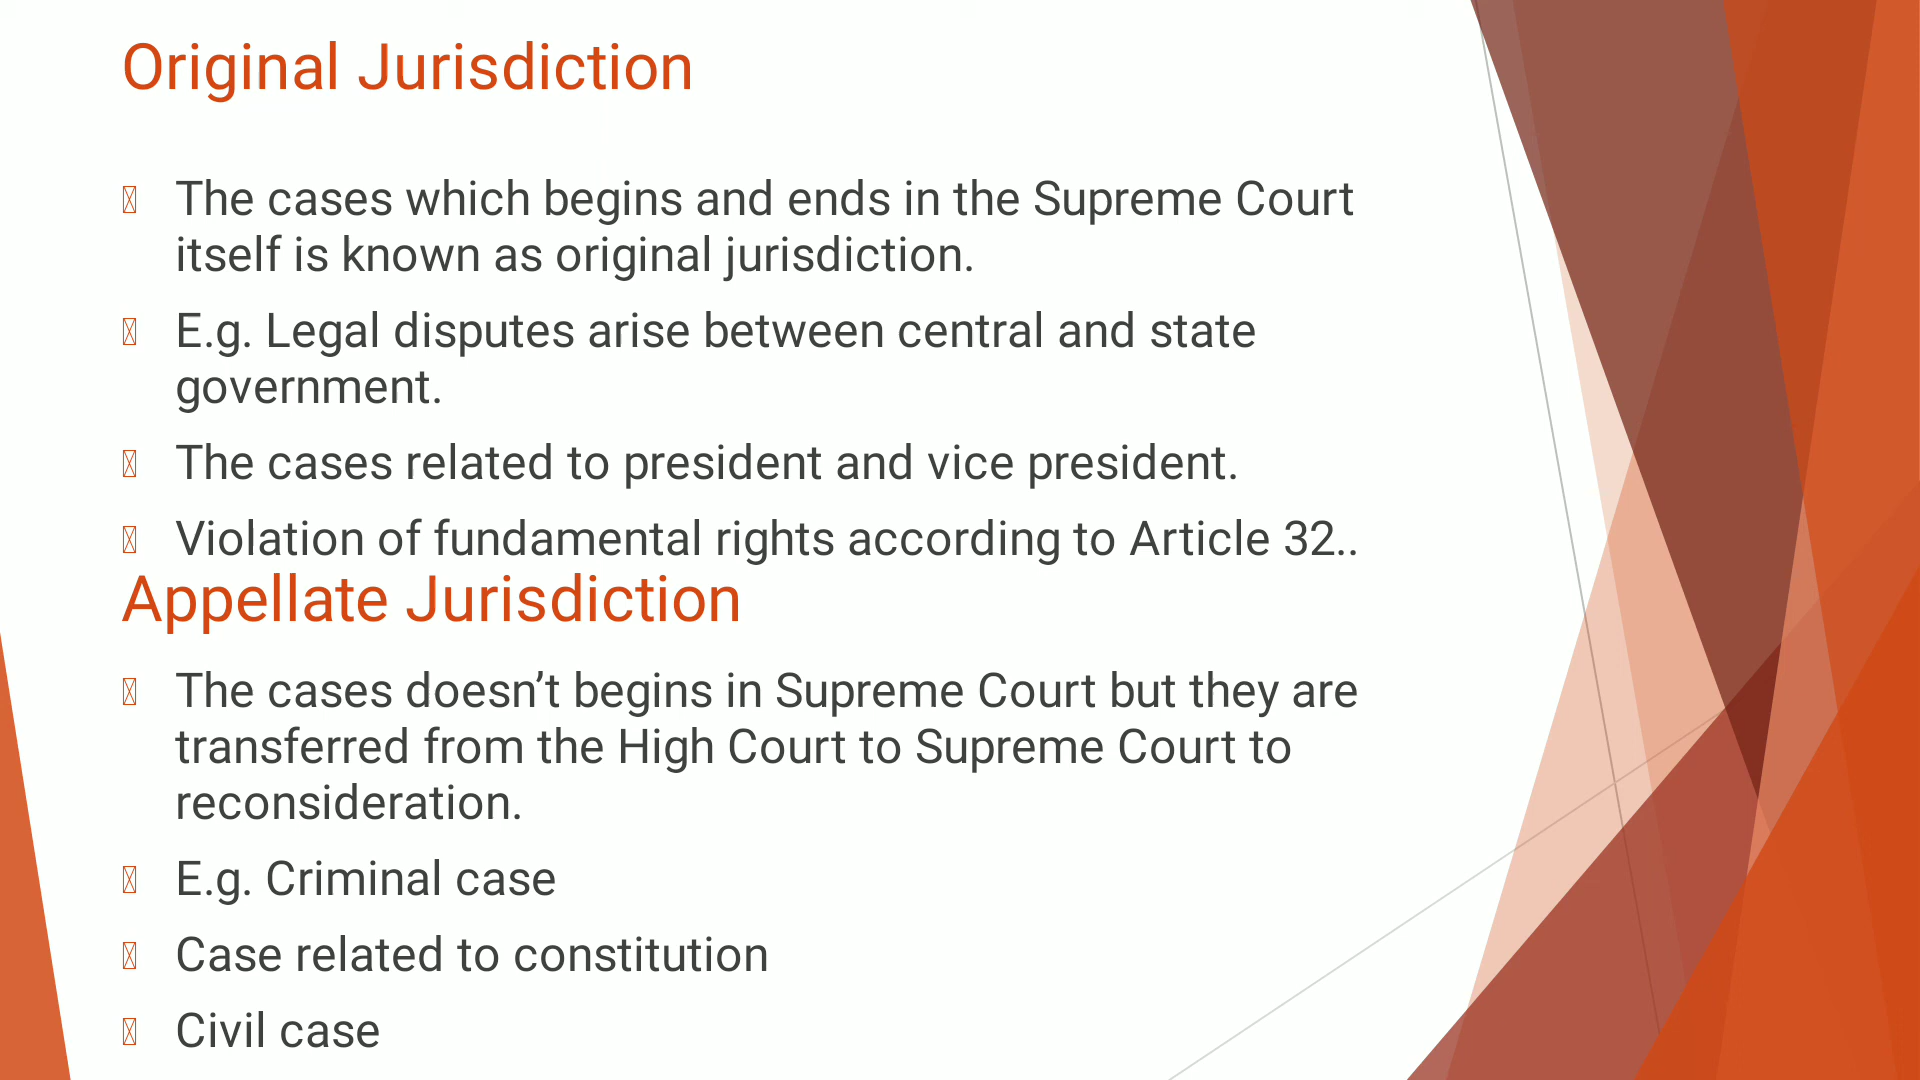 Original Jurisdiction
The cases which begins and ends in the Supreme Court
itself is known as original jurisdiction.
E.g. Legal disputes arise between central and state
government.
The cases related to president and vice president.
Violation of fundamental rights according to Article 32..
Appellate Jurisdiction
The cases doesn’t begins in Supreme Court but they are
transferred from the High Court to Supreme Court to
reconsideration.
E.g. Criminal case
Case related to constitution
Civil case